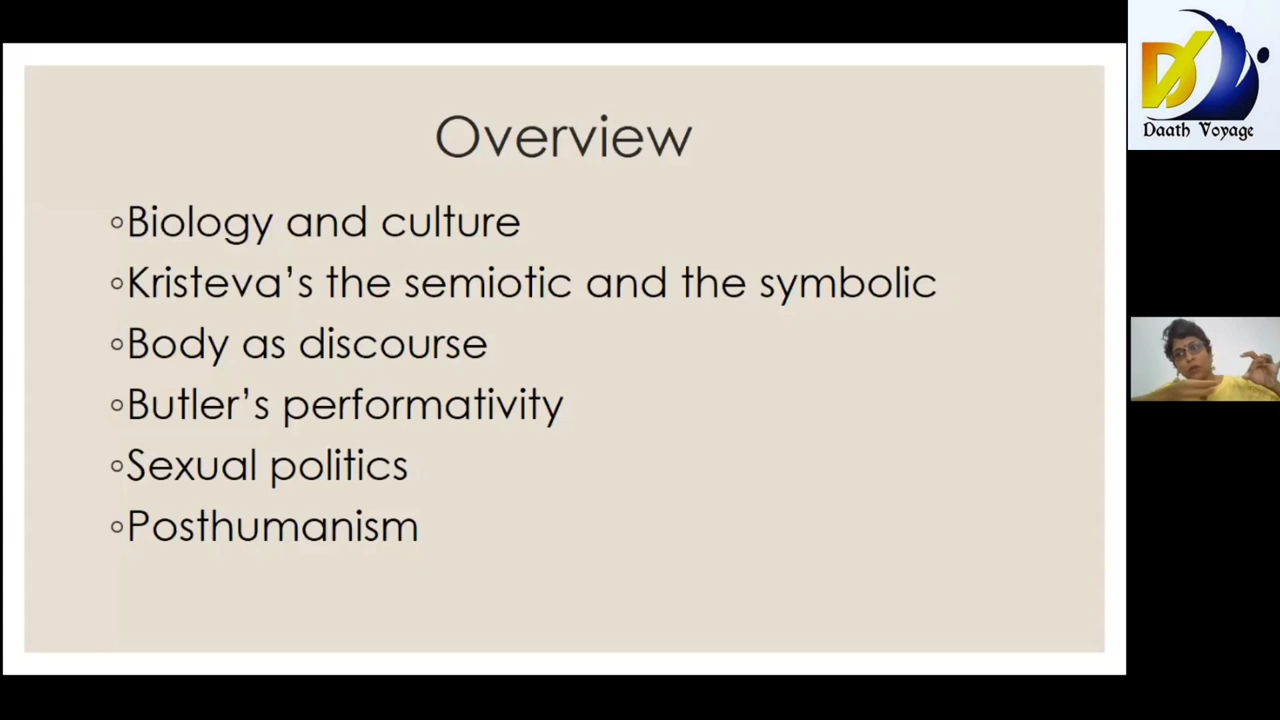 Overview
◦Biology and culture
◦Kristeva's the semiotic and the symbolic
◦Body as discourse
◦Butler's performativity
◦Sexual politics
◦Posthumanism
Daath Voyage